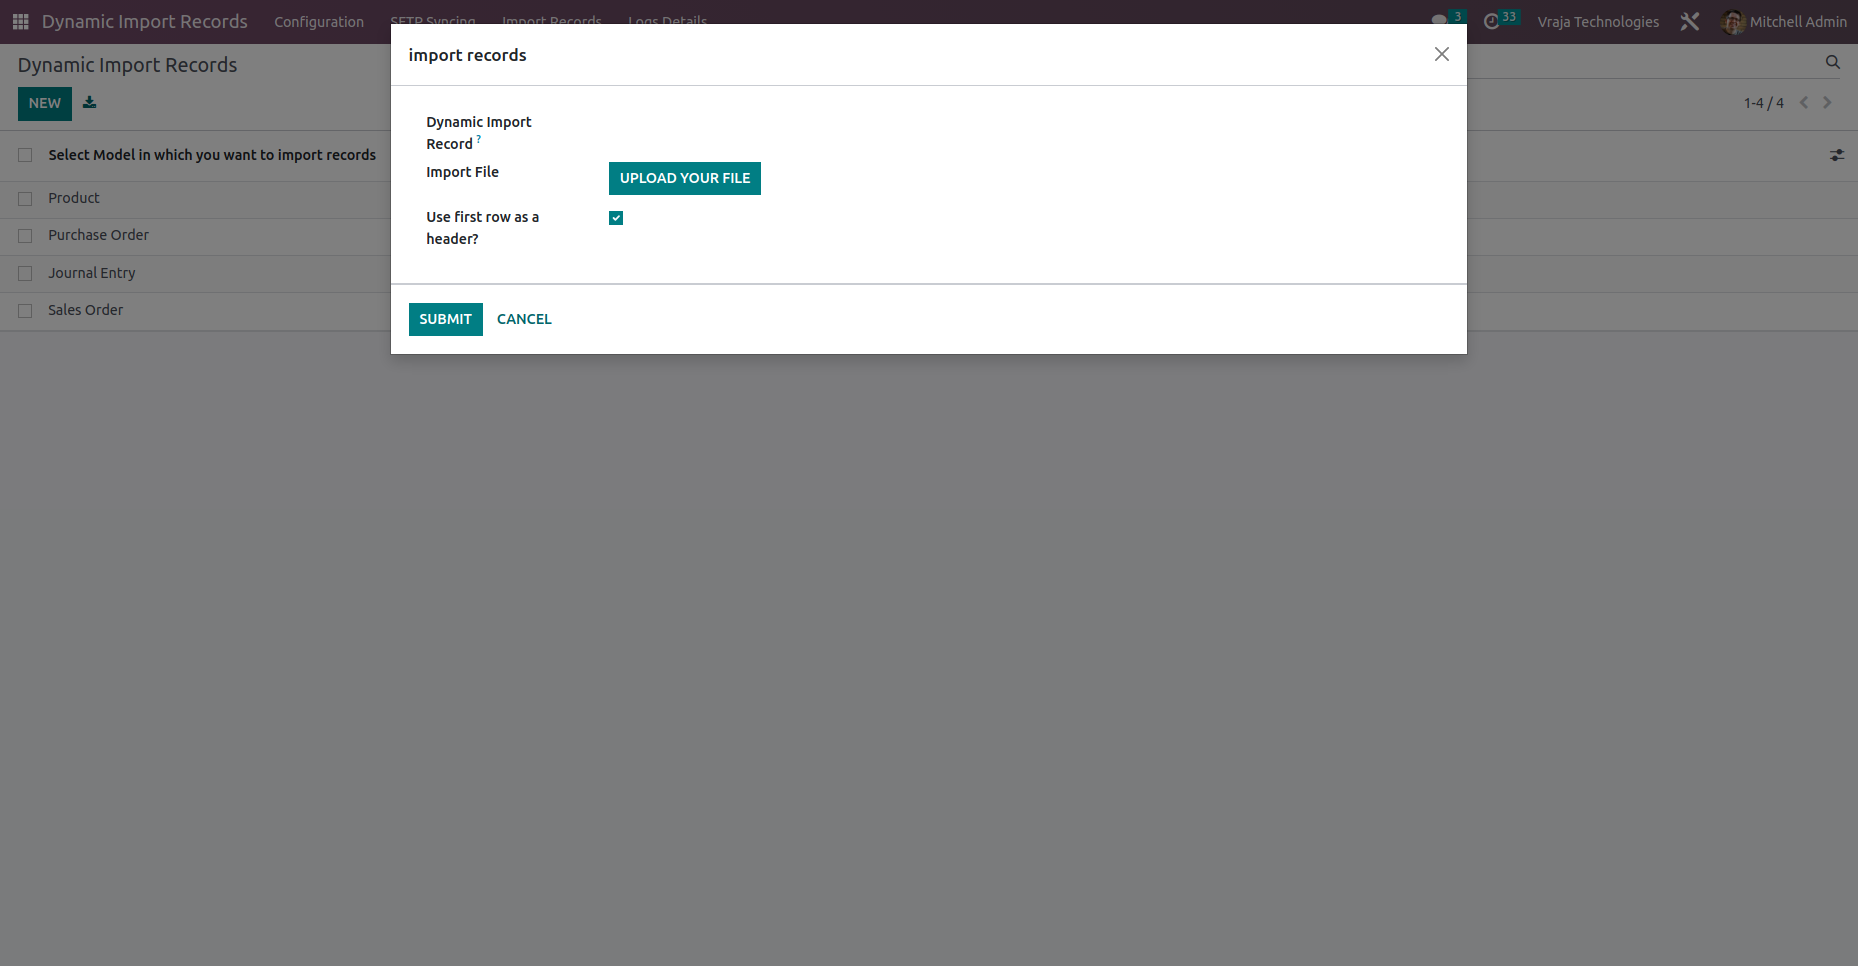 Dynamic Import Records Configuration SFTP Syncing Import Records Logs Details 3 33 Vraja Technologies Mitchell Admin
import records
Dynamic Import Records
NEW
1-4 / 4
Dynamic Import
Record ?
Select Model in which you want to import records
Import File
UPLOAD YOUR FILE
Product
Use first row as a
header?
Purchase Order
Journal Entry
Sales Order
SUBMIT CANCEL